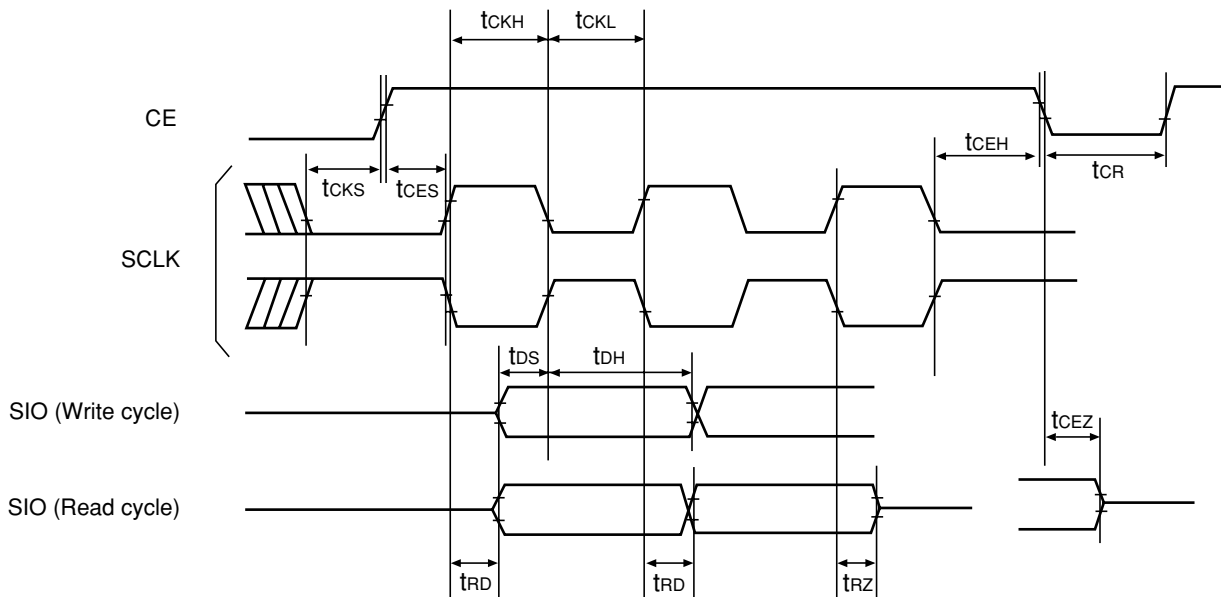 tCKH
tCKL
CE
tCEH
tCKS
tCES
tCR
SCLK
tDS
tDH
SIO (Write cycle)
tCEZ
SIO (Read cycle)
tRD
tRD
tRZ